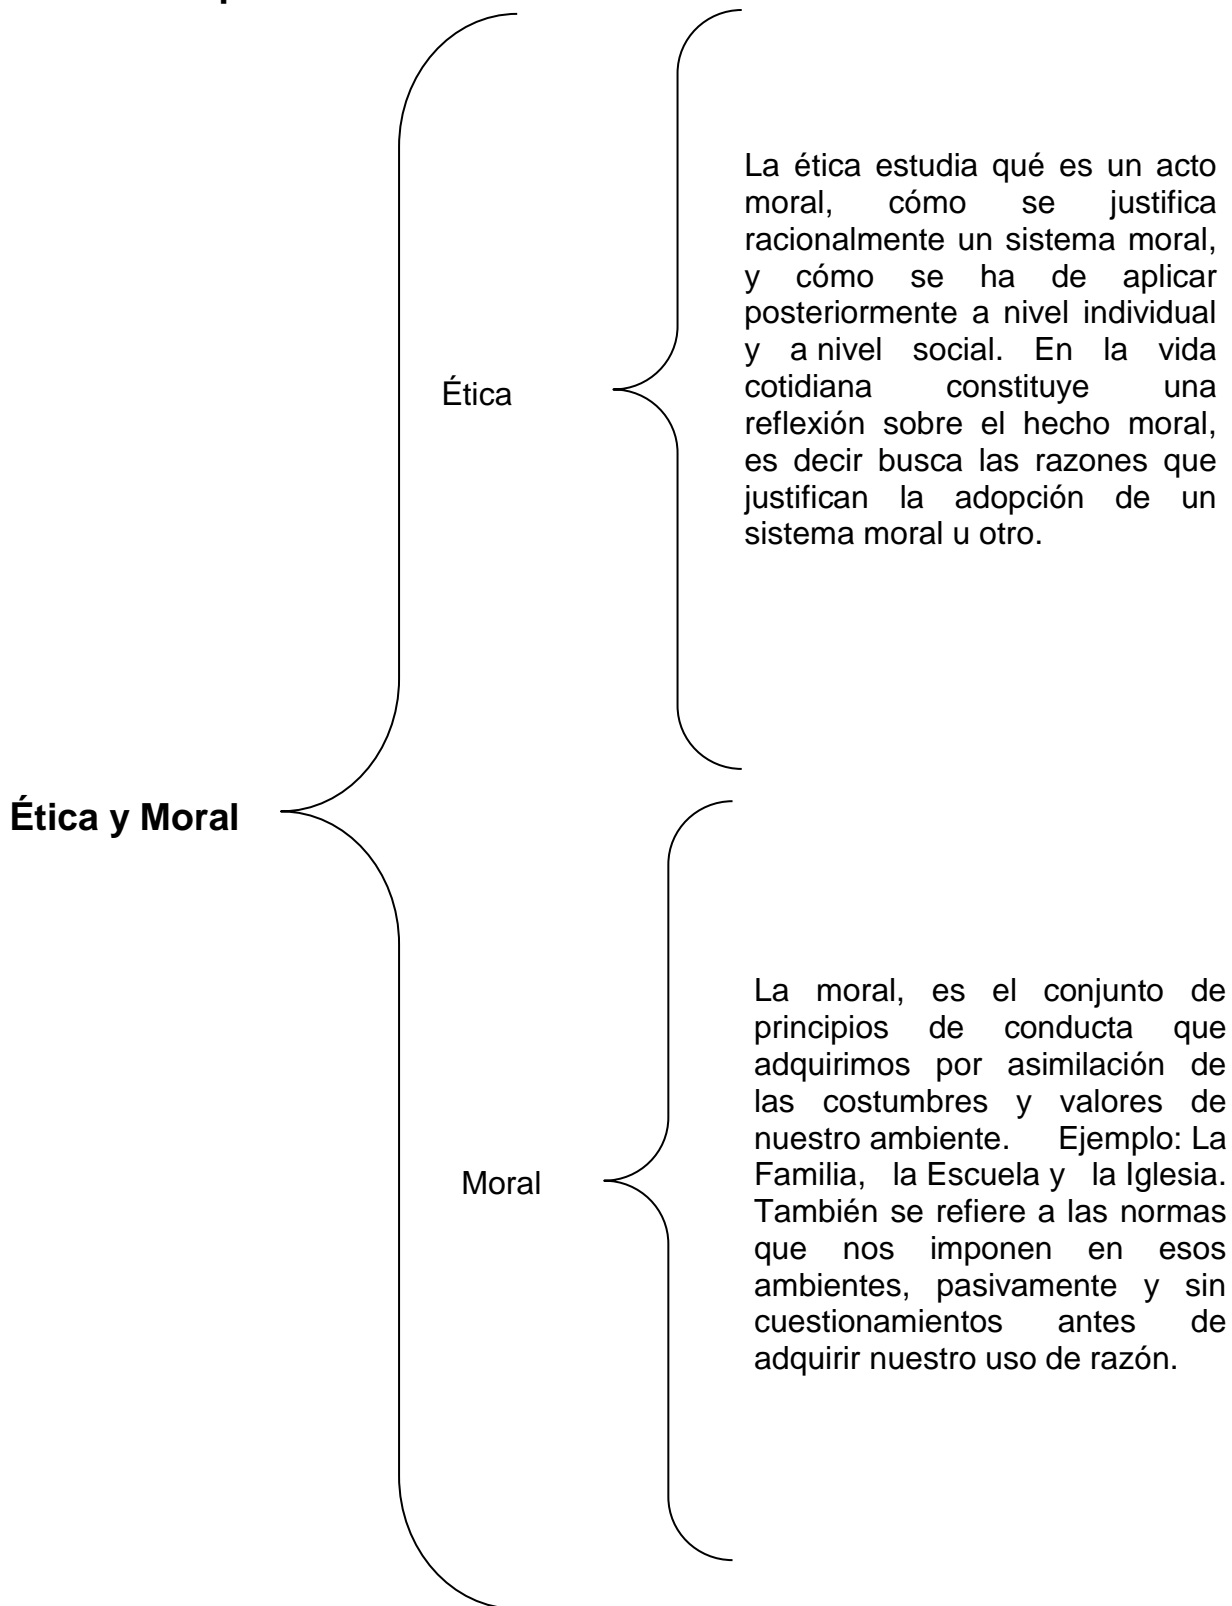 La ética estudia qué es un acto
moral, cómo se justifica
racionalmente un sistema moral,
y cómo se ha de aplicar
posteriormente a nivel individual
y a nivel social. En la vida
cotidiana constituye una
reflexión sobre el hecho moral,
es decir busca las razones que
justifican la adopción de un
sistema moral u otro.
Ética
Ética y Moral
La moral, es el conjunto de
principios de conducta que
adquirimos por asimilación de
las costumbres y valores de
nuestro ambiente. Ejemplo: La
Familia, la Escuela y la Iglesia.
También se refiere a las normas
que nos imponen en esos
ambientes, pasivamente y sin
cuestionamientos antes de
adquirir nuestro uso de razón.
Moral